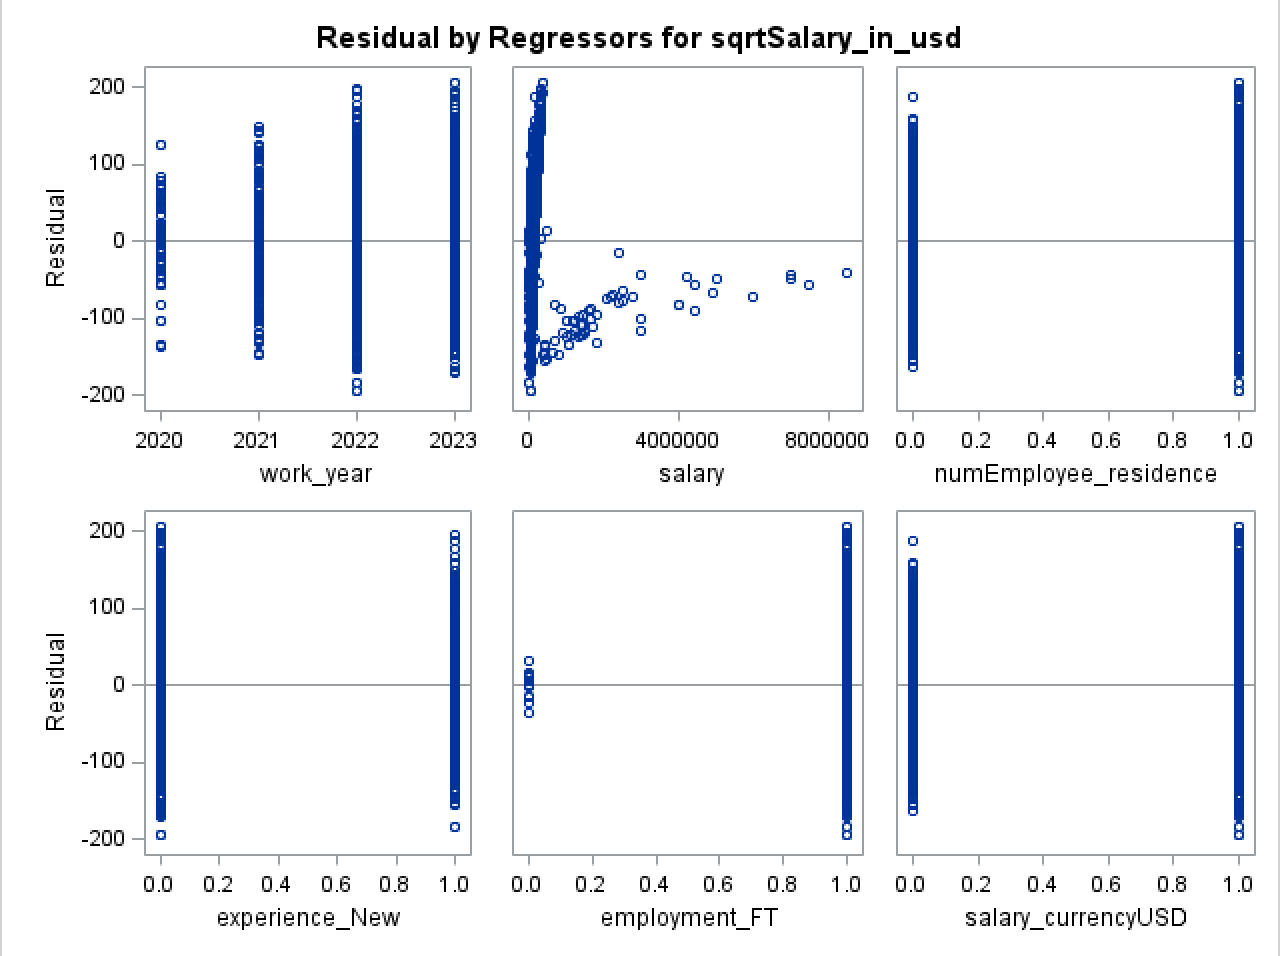 Residual by Regressors for sqrtSalary_in_usd
Residual
200
100
0
-100
-200
2020 2021 2022 2023
work_year
0 4000000 8000000
salary
0.0 0.2 0.4 0.6 0.8 1.0
numEmployee_residence
Residual
200
100
0
-100
-200
0.0 0.2 0.4 0.6 0.8 1.0
experience_New
0.0 0.2 0.4 0.6 0.8 1.0
employment_FT
0.0 0.2 0.4 0.6 0.8 1.0
salary_currencyUSD